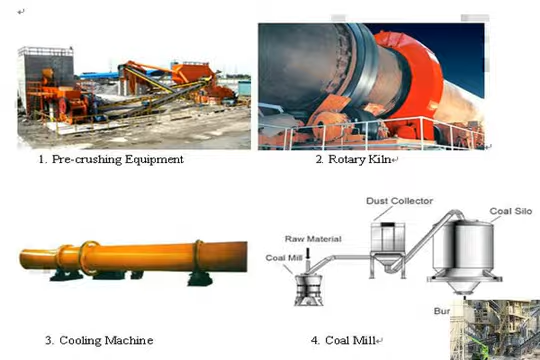 1. Pre-crushing Equipment
2. Rotary Kiln
Dust Collector
Coal Silo
Raw Material
Coal Mill
3. Cooling Machine
4. Coal Mill